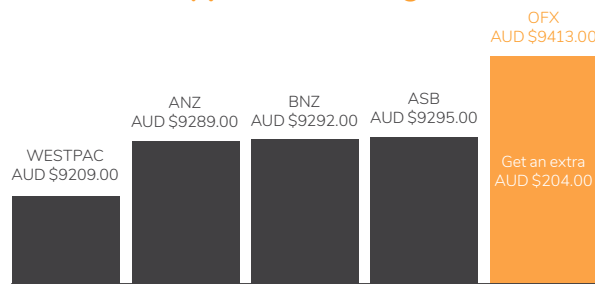 OFX
AUD $9413.00
ASB
AUD $9295.00
BNZ
AUD $9292.00
ANZ
AUD $9289.00
WESTPAC
AUD $9209.00
Get an extra
AUD $204.00